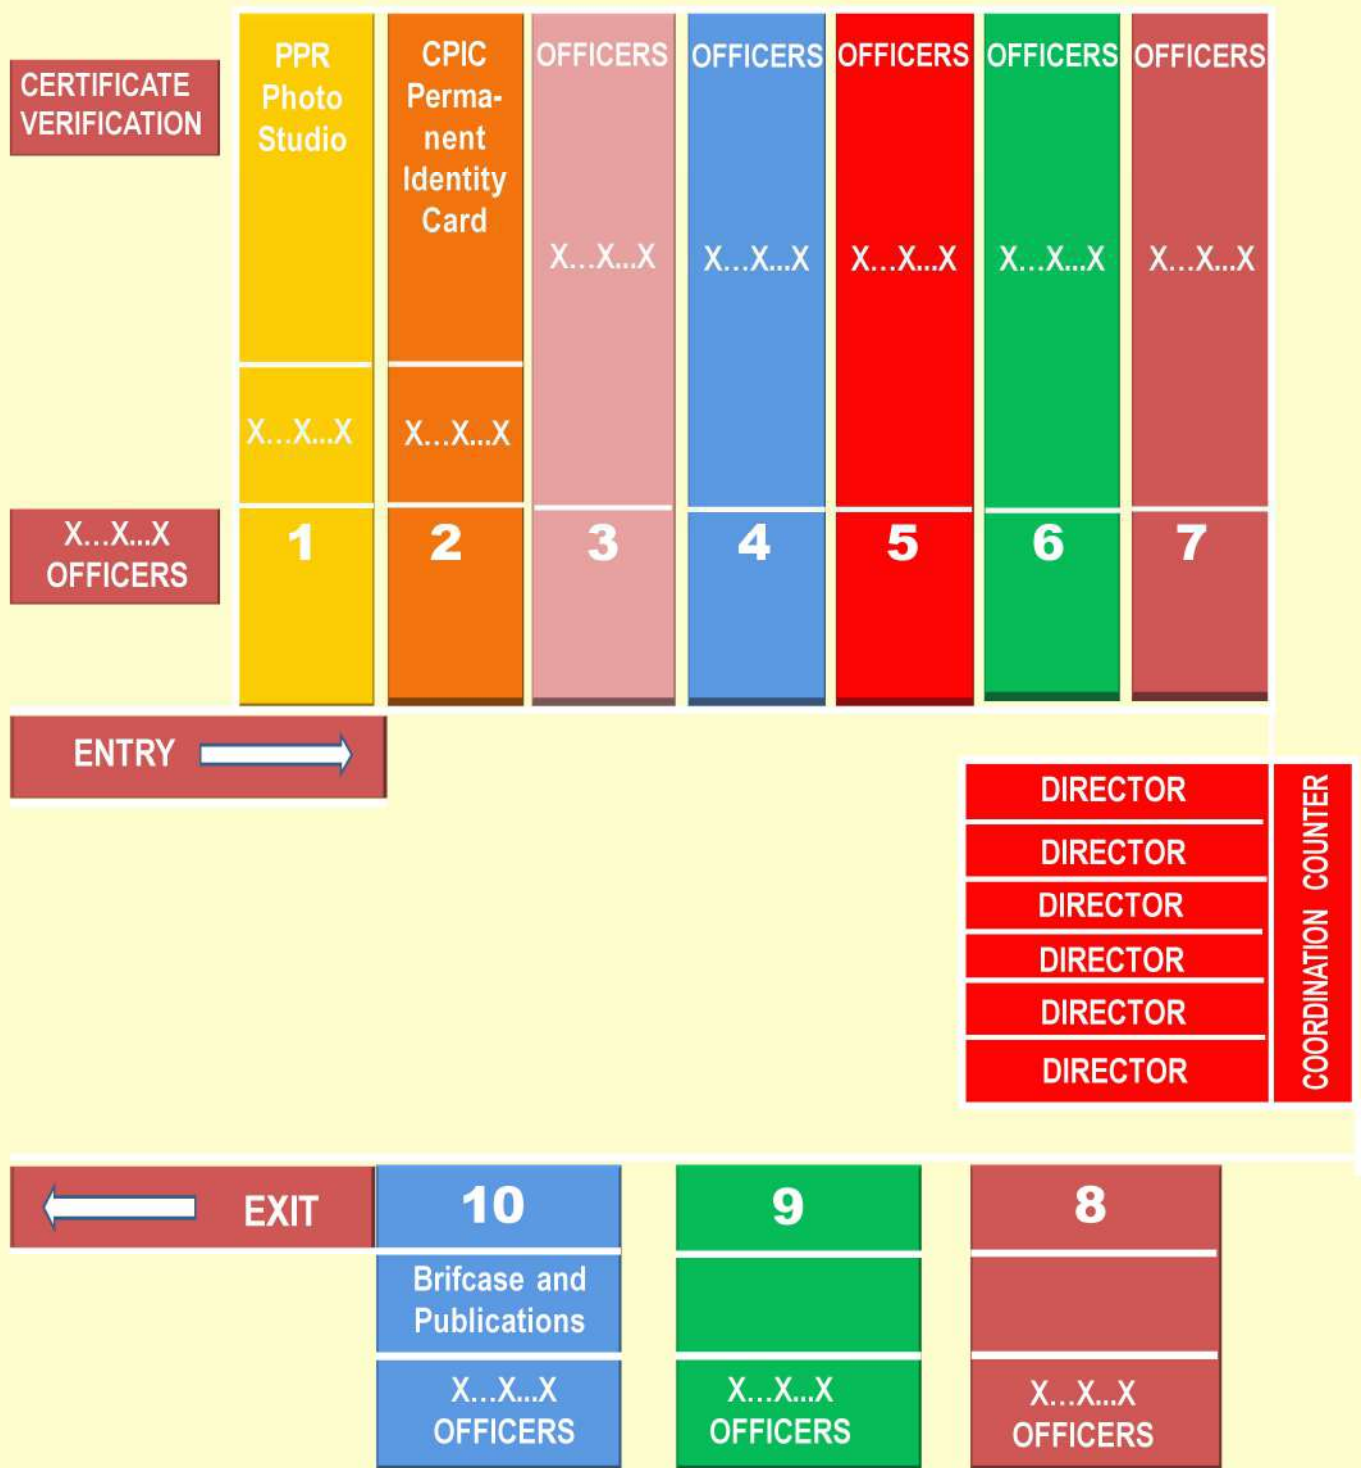 CERTIFICATE
VERIFICATION
X...X...X
OFFICERS
PPR
Photo
Studio
X...X...X
1
CPIC
Perma-
nent
Identity
Card
X...X...X
2
OFFICERS
X...X...X
3
OFFICERS
X...X...X
4
OFFICERS
X...X...X
5
OFFICERS
X...X...X
6
OFFICERS
X...X...X
7
ENTRY
DIRECTOR
DIRECTOR
DIRECTOR
DIRECTOR
DIRECTOR
DIRECTOR
COORDINATION COUNTER
EXIT
10
Brifcase and
Publications
X...X...X
OFFICERS
9
X...X...X
OFFICERS
8
X...X...X
OFFICERS